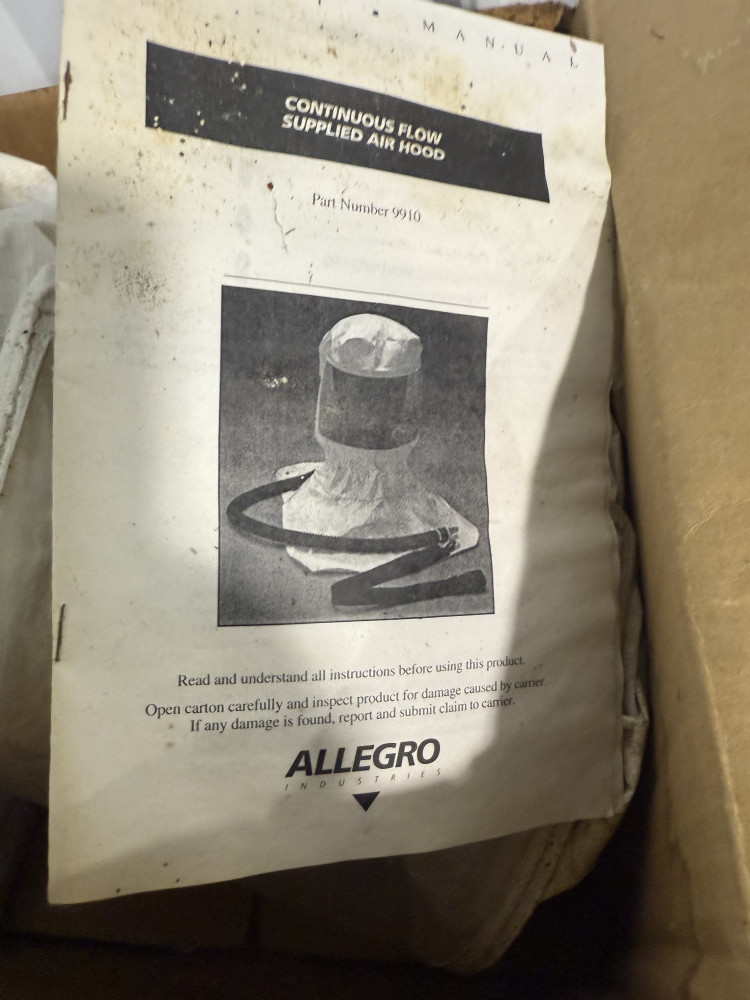 MANUAL
CONTINUOUS FLOW
SUPPLIED AIR HOOD
Part Number 9910
Read and understand all instructions before using this product.
Open carton carefully and inspect product for damage caused by carrier.
If any damage is found, report and submit claim to carrier.
ALLEGRO
INDUSTRIES